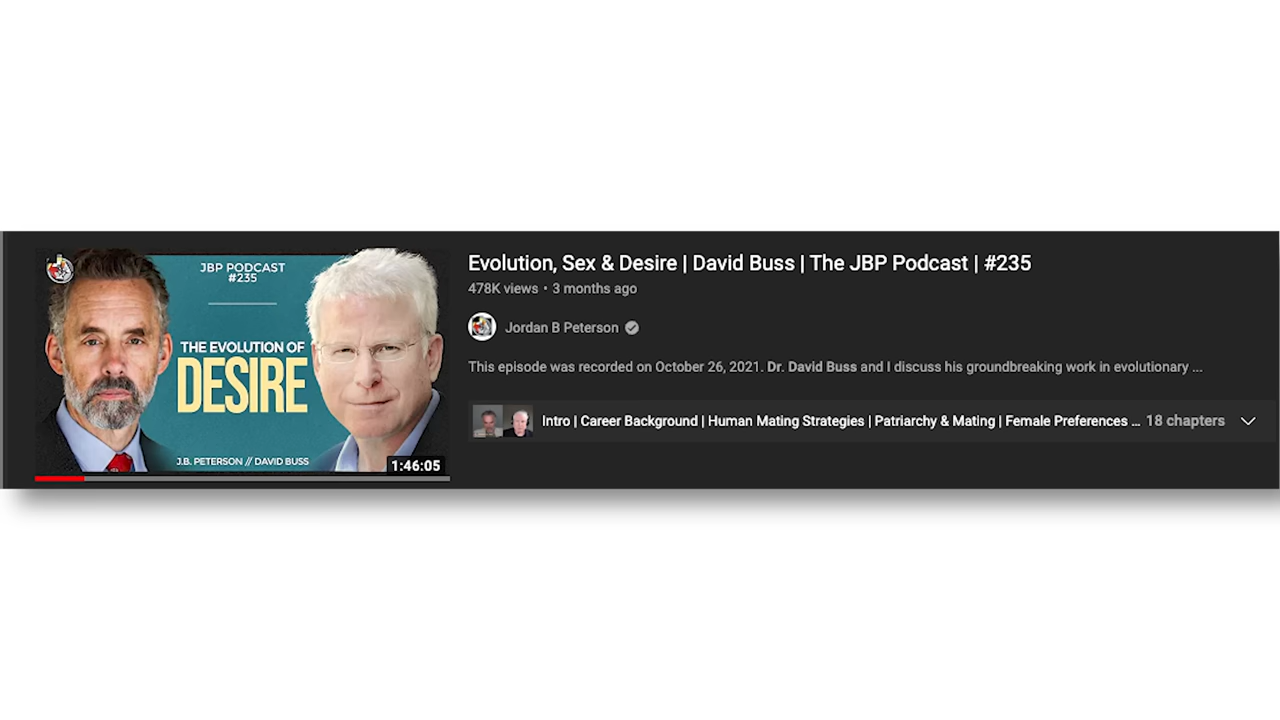 JBP PODCAST
#235
THE EVOLUTION OF
DESIRE
J.B. PETERSON // DAVID BUSS
1:46:05
Evolution, Sex & Desire | David Buss | The JBP Podcast | #235
478K views • 3 months ago
Jordan B Peterson
This episode was recorded on October 26, 2021. Dr. David Buss and I discuss his groundbreaking work in evolutionary ...
Intro | Career Background | Human Mating Strategies | Patriarchy & Mating | Female Preferences ... 18 chapters